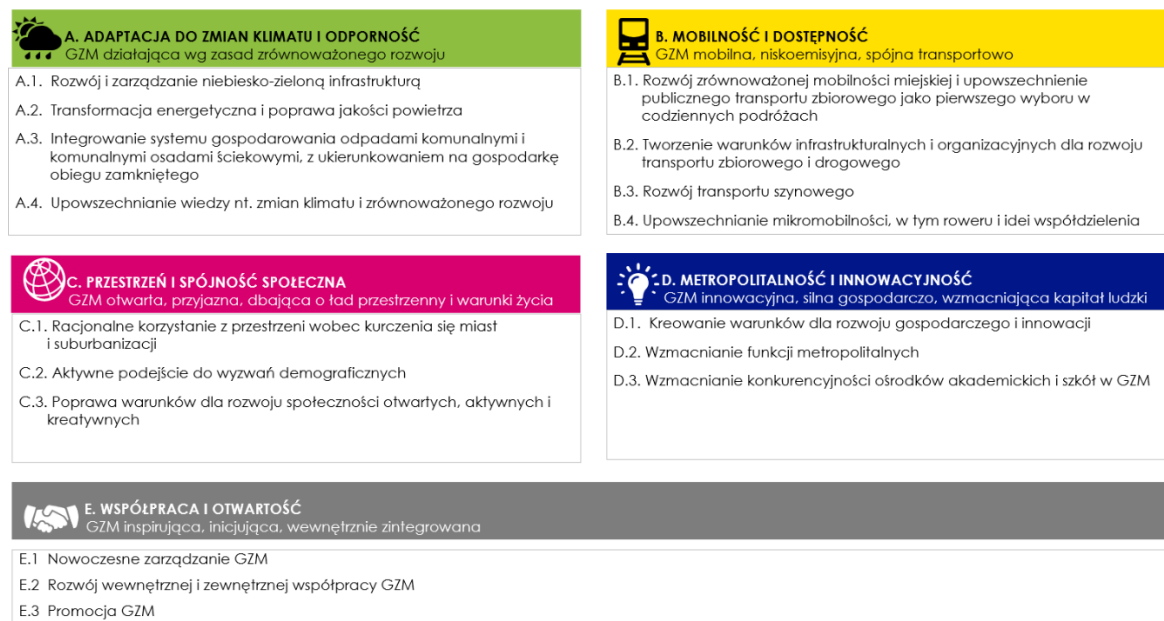 A. ADAPTACJA DO ZMIAN KLIMATU I ODPORNOŚĆ
GZM działająca wg zasad zrównoważonego rozwoju
A.1. Rozwój i zarządzanie niebiesko-zieloną infrastrukturą
A.2. Transformacja energetyczna i poprawa jakości powietrza
A.3. Integrowanie systemu gospodarowania odpadami komunalnymi i
komunalnymi osadami ściekowymi, z ukierunkowaniem na gospodarkę
obiegu zamkniętego
A.4. Upowszechnianie wiedzy nt. zmian klimatu i zrównoważonego rozwoju
B. MOBILNOŚĆ I DOSTĘPNOŚĆ
GZM mobilna, niskoemisyjna, spójna transportowo
B.1. Rozwój zrównoważonej mobilności miejskiej i upowszechnienie
publicznego transportu zbiorowego jako pierwszego wyboru w
codziennych podróżach
B.2. Tworzenie warunków infrastrukturalnych i organizacyjnych dla rozwoju
transportu zbiorowego i drogowego
B.3. Rozwój transportu szynowego
B.4. Upowszechnianie mikromobilności, w tym roweru i idei współdzielenia
C. PRZESTRZEŃ I SPÓJNOŚĆ SPOŁECZNA
GZM otwarta, przyjazna, dbająca o ład przestrzenny i warunki życia
C.1. Racjonalne korzystanie z przestrzeni wobec kurczenia się miast
i suburbanizacji
C.2. Aktywne podejście do wyzwań demograficznych
C.3. Poprawa warunków dla rozwoju społeczności otwartych, aktywnych i
kreatywnych
D. METROPOLITALNOŚĆ I INNOWACYJNOŚĆ
GZM innowacyjna, silna gospodarczo, wzmacniająca kapitał ludzki
D.1. Kreowanie warunków dla rozwoju gospodarczego i innowacji
D.2. Wzmacnianie funkcji metropolitalnych
D.3. Wzmacnianie konkurencyjności ośrodków akademickich i szkół w GZM
E. WSPÓŁPRACA I OTWARTOŚĆ
GZM inspirująca, inicjująca, wewnętrznie zintegrowana
E.1 Nowoczesne zarządzanie GZM
E.2 Rozwój wewnętrznej i zewnętrznej współpracy GZM
E.3 Promocja GZM